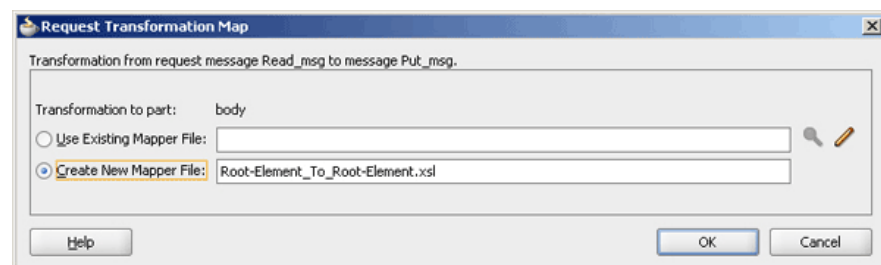 Request Transformation Map
Transformation from request message Read_msg to message Put_msg.
Transformation to part: body
Use Existing Mapper File:
Create New Mapper File: Root-Element_To_Root-Element.xsl
Help OK Cancel